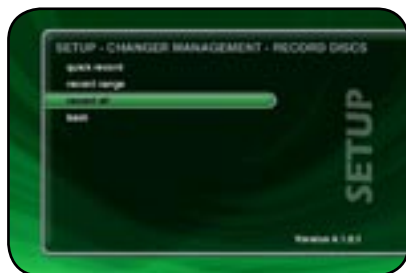 SETUP - CHANGER MANAGEMENT - RECORD DISCS
quick record
record range
record all
back
SETUP